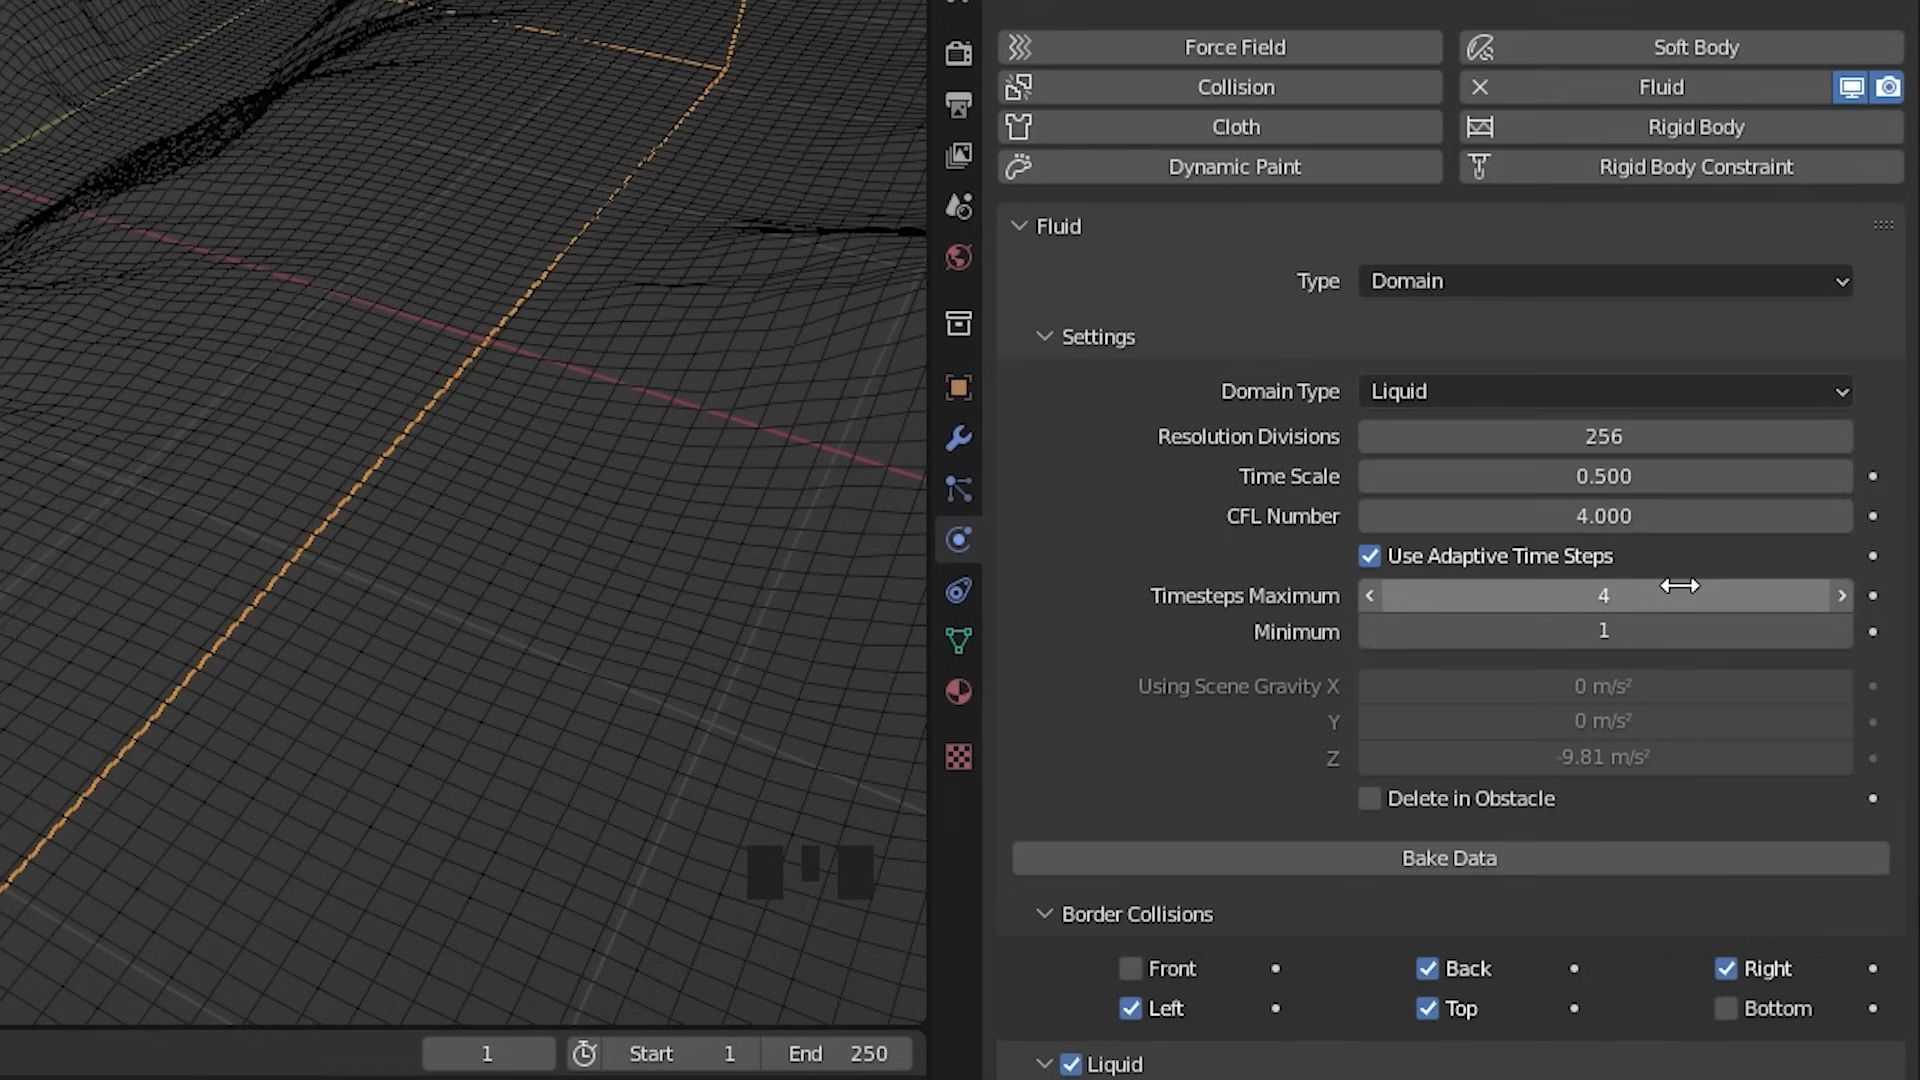 Force Field
Soft Body
Collision
Fluid
Cloth
Rigid Body
Dynamic Paint
Rigid Body Constraint
Fluid
Type Domain
Settings
Domain Type Liquid
Resolution Divisions 256
Time Scale 0.500
CFL Number 4.000
Use Adaptive Time Steps
Timesteps Maximum 4
Minimum 1
Using Scene Gravity X 0 m/s²
Y 0 m/s²
Z -9.81 m/s²
Delete in Obstacle
Bake Data
Border Collisions
Front Back Right
Left Top Bottom
1 Start 1 End 250
Liquid